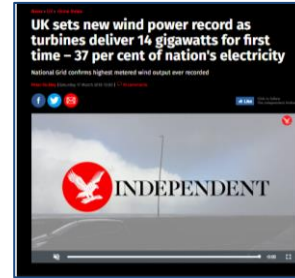 UK sets new wind power record as
turbines deliver 14 gigawatts for first
time – 37 per cent of nation's electricity
National Grid confirms highest metered wind output ever recorded
INDEPENDENT